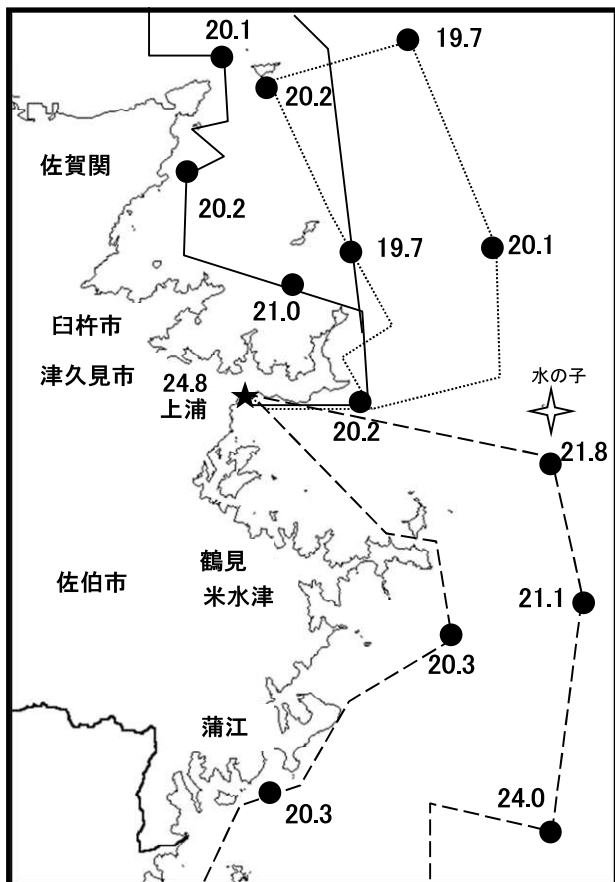 20.1
19.7
20.2
佐賀関
20.2
19.7
20.1
21.0
臼杵市
津久見市
24.8
上浦
水の子
20.2
21.8
鶴見
佐伯市
米水津
21.1
20.3
蒲江
20.3
24.0